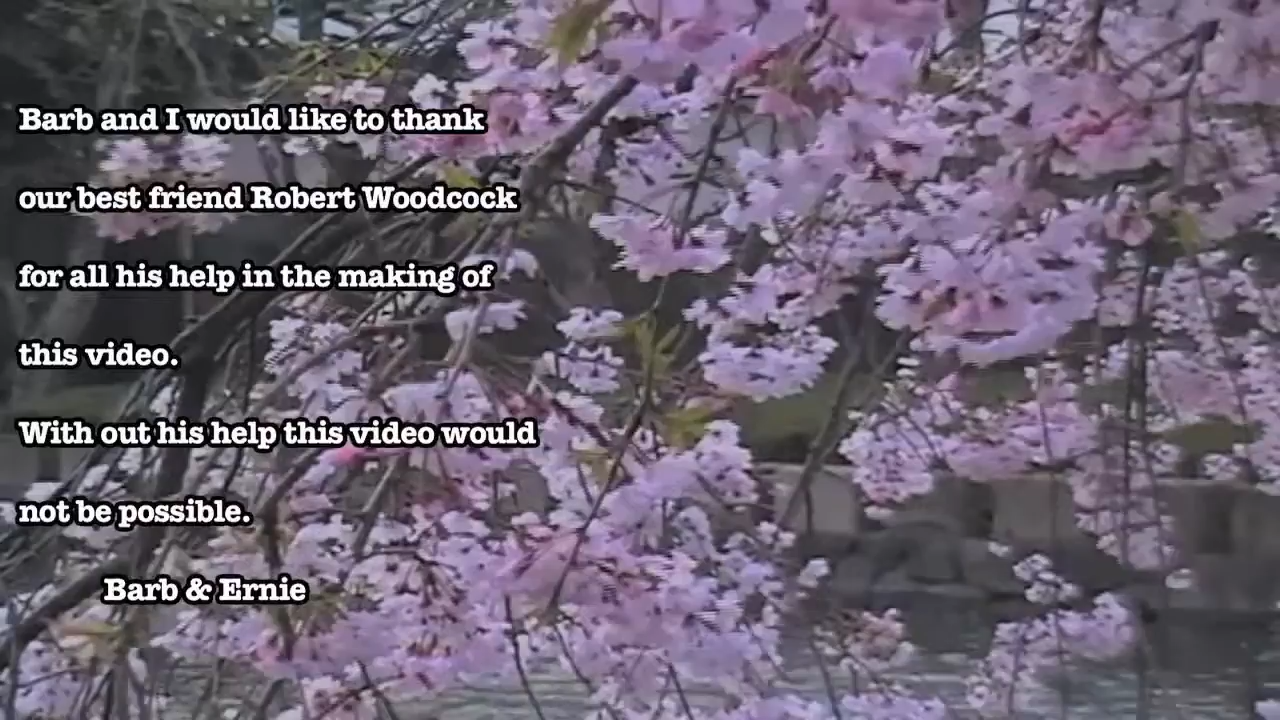 Barb and I would like to thank
our best friend Robert Woodcock
for all his help in the making of
this video.
With out his help this video would
not be possible.
Barb & Ernie